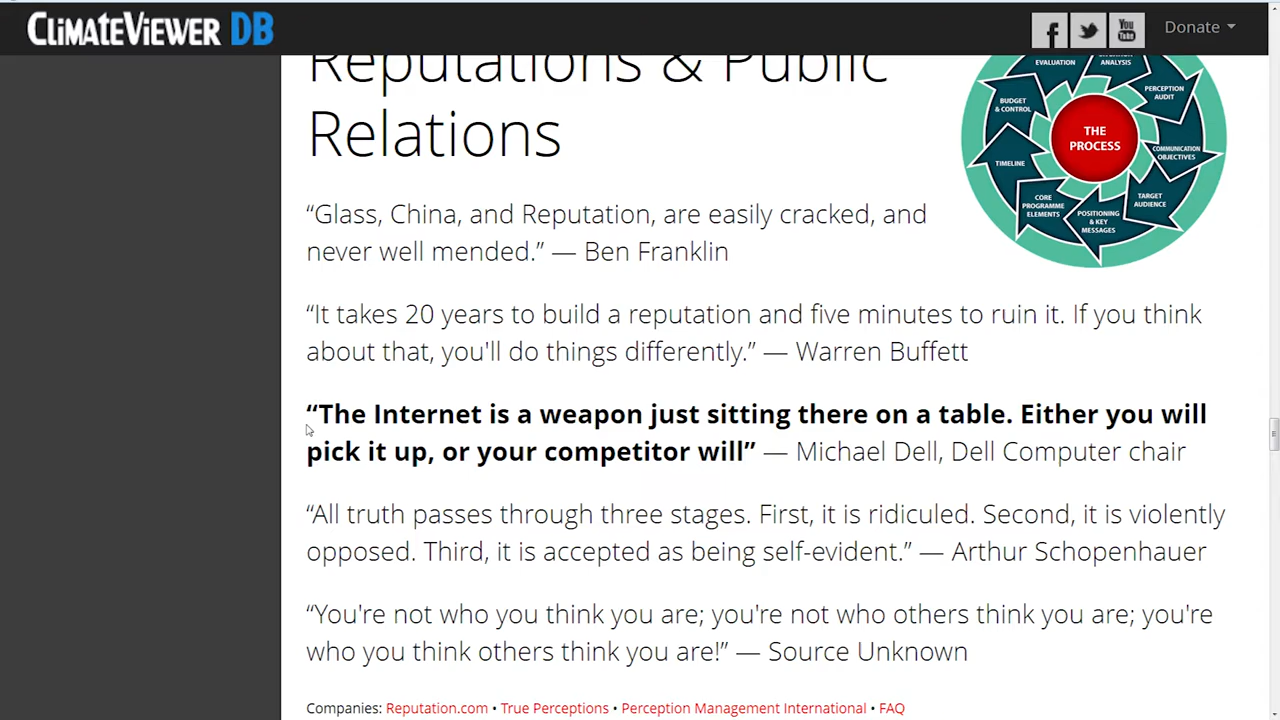 CLIMATEVIEWER DB
f
You Tube
Donate
Reputations & Public
Relations
“Glass, China, and Reputation, are easily cracked, and
never well mended.” — Ben Franklin
“It takes 20 years to build a reputation and five minutes to ruin it. If you think
about that, you'll do things differently.” — Warren Buffett
“The Internet is a weapon just sitting there on a table. Either you will
pick it up, or your competitor will” — Michael Dell, Dell Computer chair
“All truth passes through three stages. First, it is ridiculed. Second, it is violently
opposed. Third, it is accepted as being self-evident.” — Arthur Schopenhauer
“You're not who you think you are; you're not who others think you are; you're
who you think others think you are!” — Source Unknown
Companies: Reputation.com • True Perceptions • Perception Management International • FAQ
THE
PROCESS
EVALUATION
ANALYSIS
PERCEPTION
AUDIT
COMMUNICATION
OBJECTIVES
TARGET
AUDIENCE
POSITIONING
& KEY
MESSAGES
CORE
PROGRAMME
ELEMENTS
TIMELINE
BUDGET
& CONTROL